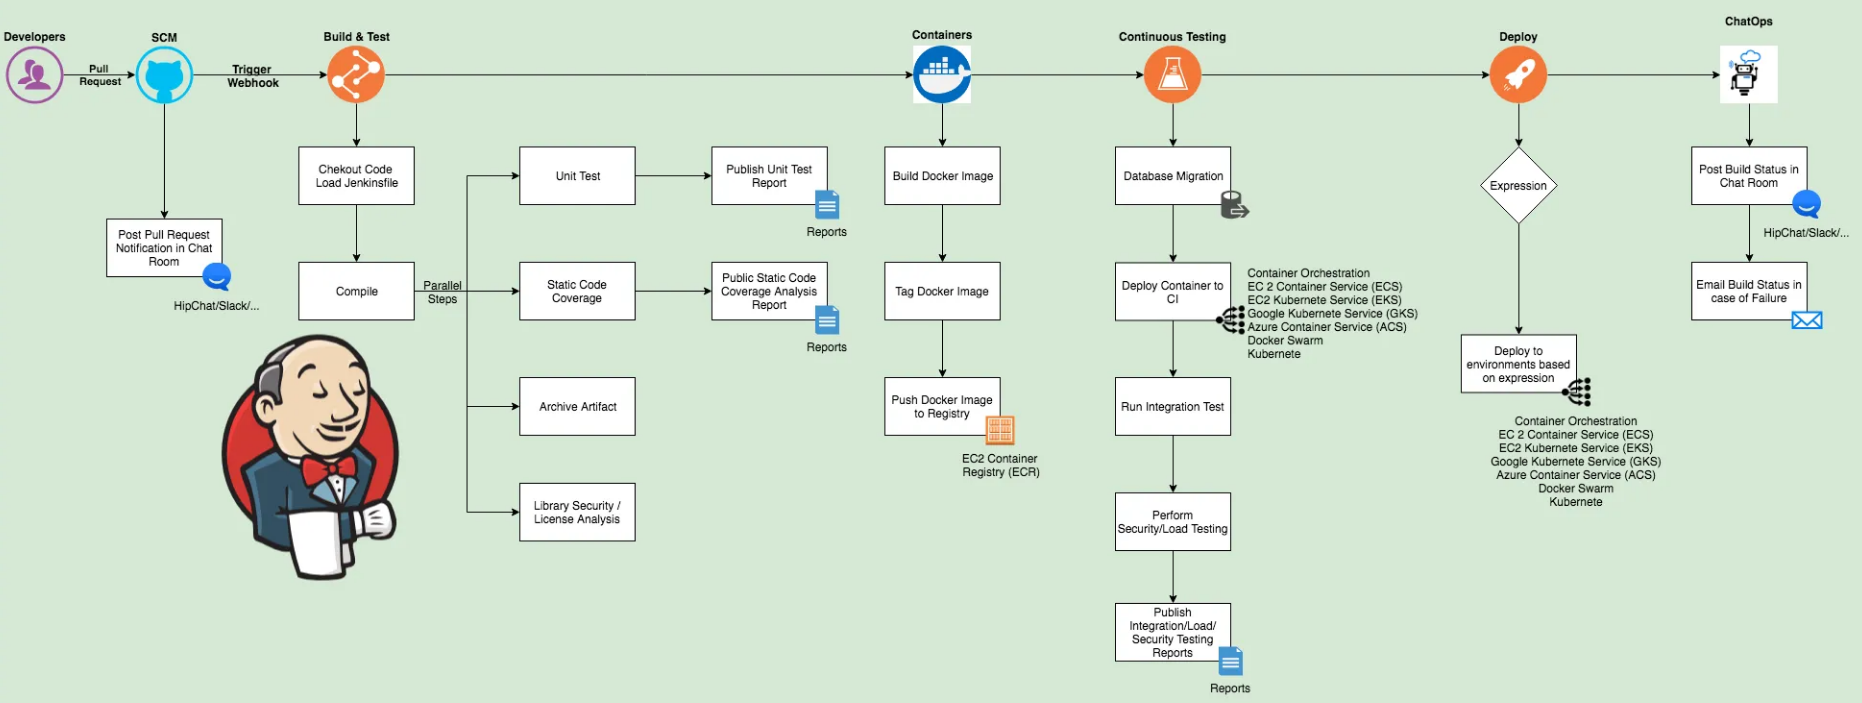 Developers
SCM
Build & Test
Containers
Continuous Testing
Deploy
ChatOps
Pull
Request
Trigger
Webhook
Post Pull Request
Notification in Chat
Room
HipChat/Slack/...
Chekout Code
Load Jenkinsfile
Compile
Parallel
Steps
Unit Test
Publish Unit Test
Report
Reports
Static Code
Coverage
Public Static Code
Coverage Analysis
Report
Reports
Archive Artifact
Library Security /
License Analysis
Build Docker Image
Tag Docker Image
Push Docker Image
to Registry
EC2 Container
Registry (ECR)
Database Migration
Deploy Container to
CI
Container Orchestration
EC 2 Container Service (ECS)
EC2 Kubernete Service (EKS)
Google Kubernete Service (GKS)
Azure Container Service (ACS)
Docker Swarm
Kubernete
Run Integration Test
Perform
Security/Load Testing
Publish
Integration/Load/
Security Testing
Reports
Reports
Expression
Deploy to
environments based
on expression
Container Orchestration
EC 2 Container Service (ECS)
EC2 Kubernete Service (EKS)
Google Kubernete Service (GKS)
Azure Container Service (ACS)
Docker Swarm
Kubernete
Post Build Status in
Chat Room
HipChat/Slack/...
Email Build Status in
case of Failure